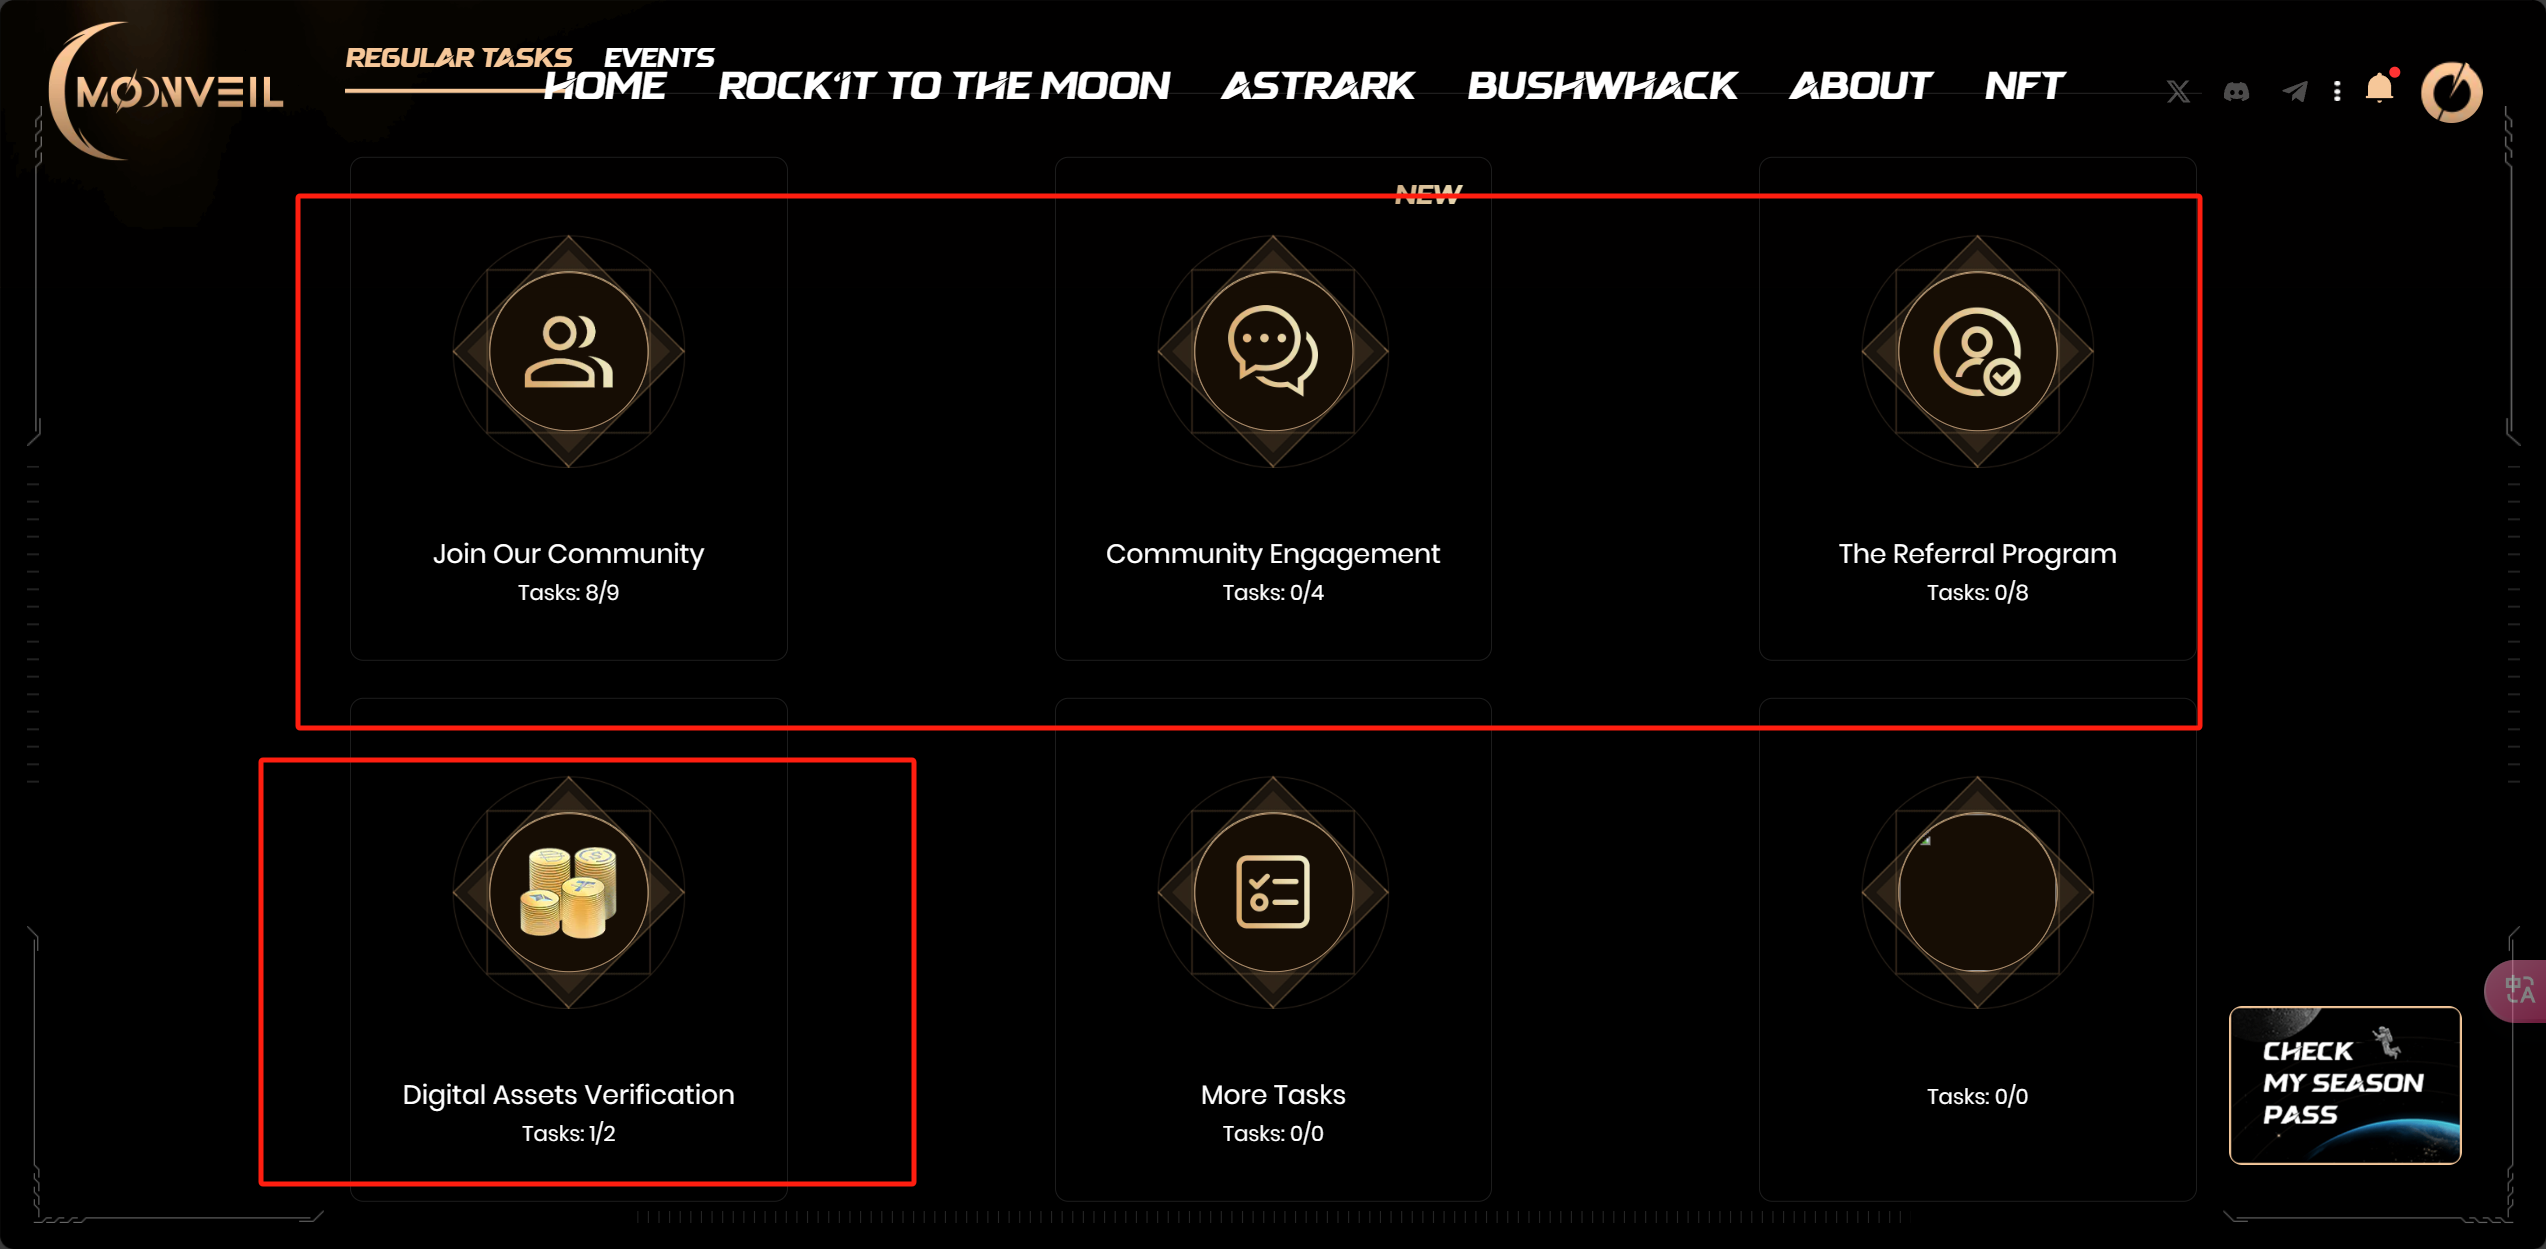 MOONVEIL
REGULAR TASKS
EVENTS
HOME
ROCK'IT TO THE MOON
ASTRARK
BUSHWHACK
ABOUT
NFT
NEW
Join Our Community
Tasks: 8/9
Community Engagement
Tasks: 0/4
The Referral Program
Tasks: 0/8
Digital Assets Verification
Tasks: 1/2
More Tasks
Tasks: 0/0
Tasks: 0/0
CHECK
MY SEASON
PASS
中A